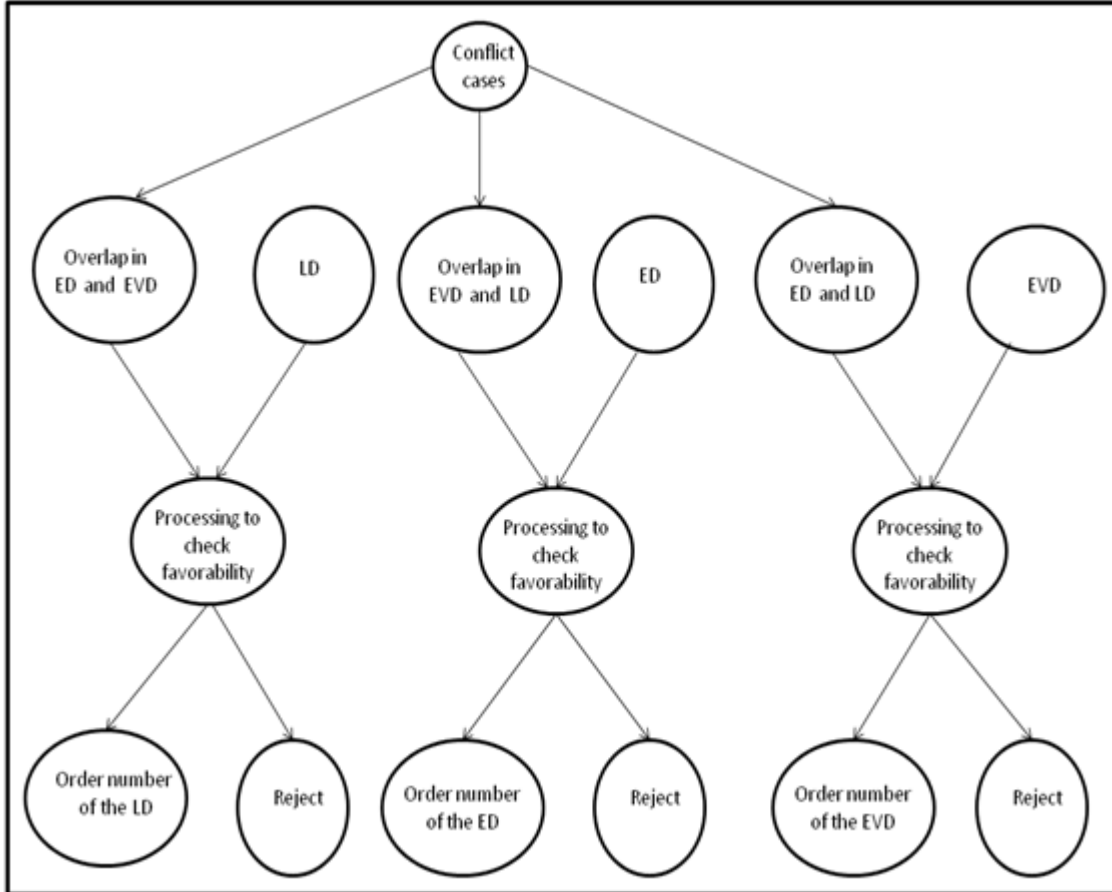 Conflict
cases
Overlap in
ED and EVD
LD
Overlap in
EVD and LD
ED
Overlap in
ED and LD
EVD
Processing to
check
favorability
Processing to
check
favorability
Processing to
check
favorability
Order number
of the LD
Reject
Order number
of the ED
Reject
Order number
of the EVD
Reject